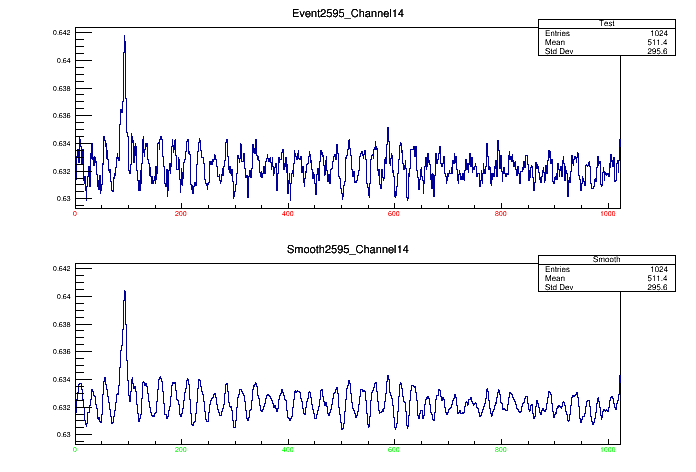 Event2595_Channel14
Test
Entries 1024
Mean 511.4
Std Dev 295.6
0.642
0.64
0.638
0.636
0.634
0.632
0.63
0 200 400 600 800 1000
Smooth2595_Channel14
Smooth
Entries 1024
Mean 511.4
Std Dev 295.6
0.642
0.64
0.638
0.636
0.634
0.632
0.63
0 200 400 600 800 1000